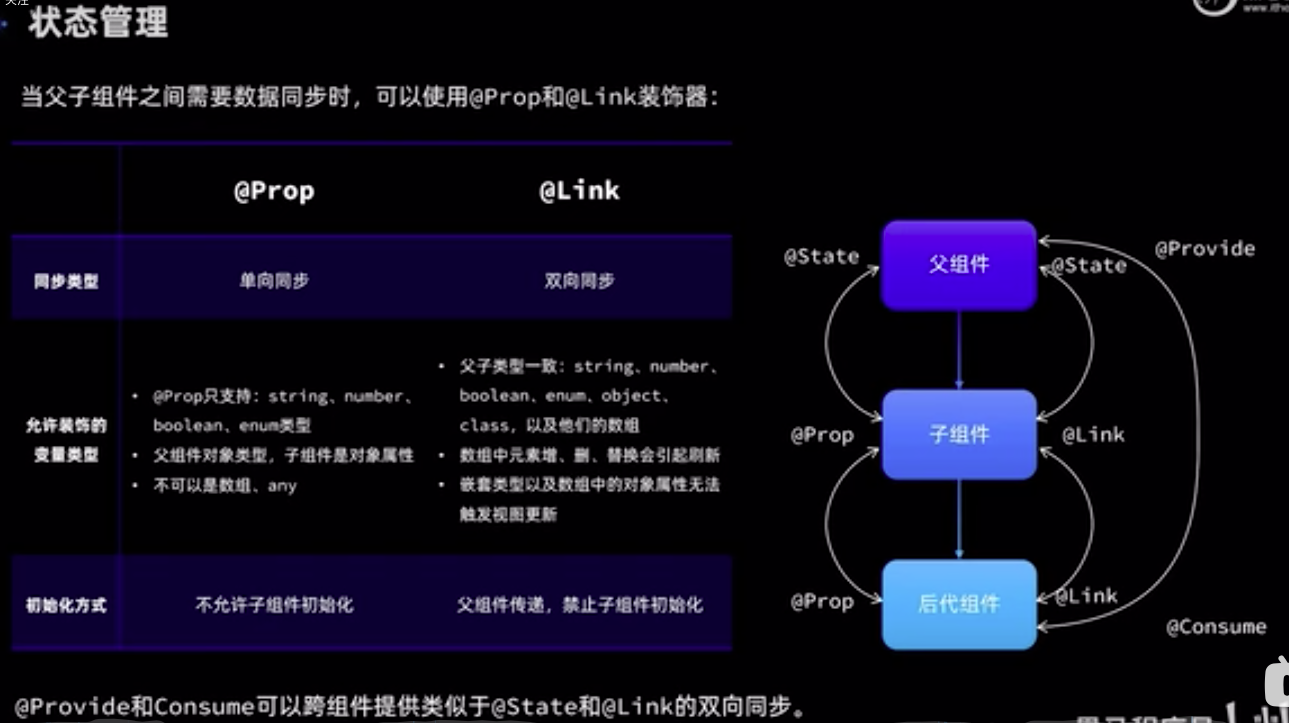 关注
状态管理
当父子组件之间需要数据同步时，可以使用@Prop和@Link装饰器：
@Prop
@Link
同步类型
单向同步
双向同步
允许装饰的
变量类型
• @Prop只支持：string、number、
boolean、enum类型
• 父组件对象类型，子组件是对象属性
• 不可以是数组、any
• 父子类型一致：string、number、
boolean、enum、object、
class，以及他们的数组
• 数组中元素增、删、替换会引起刷新
• 嵌套类型以及数组中的对象属性无法
触发视图更新
初始化方式
不允许子组件初始化
父组件传递，禁止子组件初始化
@State
父组件
@State
@Provide
@Prop
子组件
@Link
@Prop
后代组件
@Link
@Consume
@Provide和Consume可以跨组件提供类似于@State和@Link的双向同步。